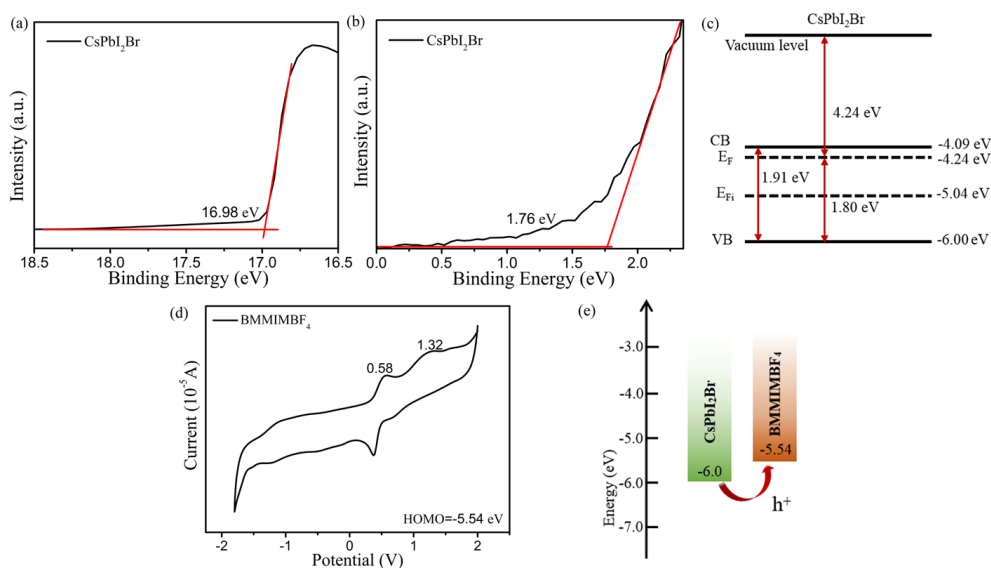 (a)
CsPbI₂Br
Intensity (a.u.)
16.98 eV
18.5 18.0 17.5 17.0 16.5
Binding Energy (eV)
(b)
CsPbI₂Br
Intensity (a.u.)
1.76 eV
0.0 0.5 1.0 1.5 2.0
Binding Energy (eV)
(c)
CsPbI₂Br
Vacuum level
4.24 eV
CB
-4.09 eV
E_F
-4.24 eV
1.91 eV
E_Fi
-5.04 eV
1.80 eV
VB
-6.00 eV
(d)
BMMIMBF₄
Current (10⁻⁵A)
0.58
1.32
HOMO=-5.54 eV
-2 -1 0 1 2
Potential (V)
(e)
Energy (eV)
-3.0
-4.0
-5.0
-6.0
-7.0
CsPbI₂Br
-6.0
BMMIMBF₄
-5.54
h⁺